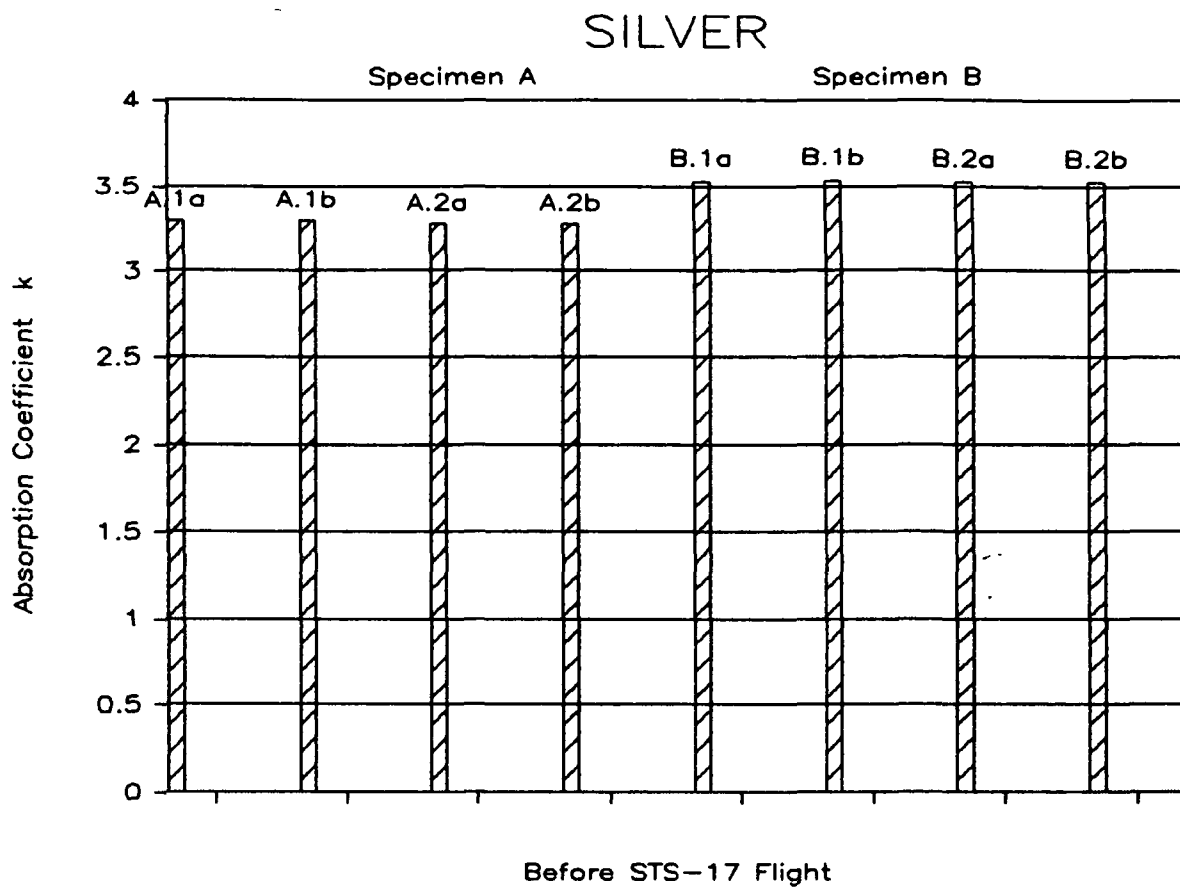 SILVER
Specimen A Specimen B
4
3.5
3
2.5
2
1.5
1
0.5
0
Absorption Coefficient k
A.1a A.1b A.2a A.2b B.1a B.1b B.2a B.2b
Before STS-17 Flight